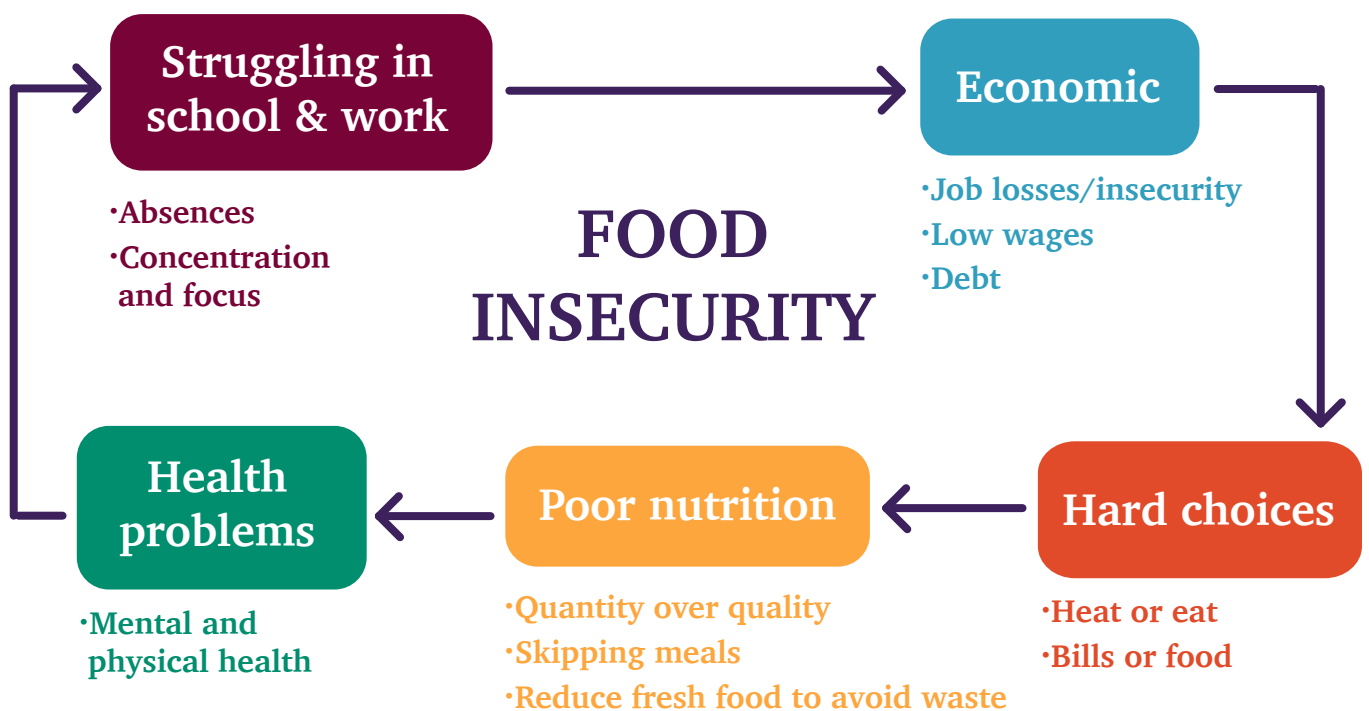 Struggling in
school & work
·Absences
·Concentration
and focus
FOOD
INSECURITY
Economic
·Job losses/insecurity
·Low wages
·Debt
Health
problems
·Mental and
physical health
Poor nutrition
·Quantity over quality
·Skipping meals
·Reduce fresh food to avoid waste
Hard choices
·Heat or eat
·Bills or food